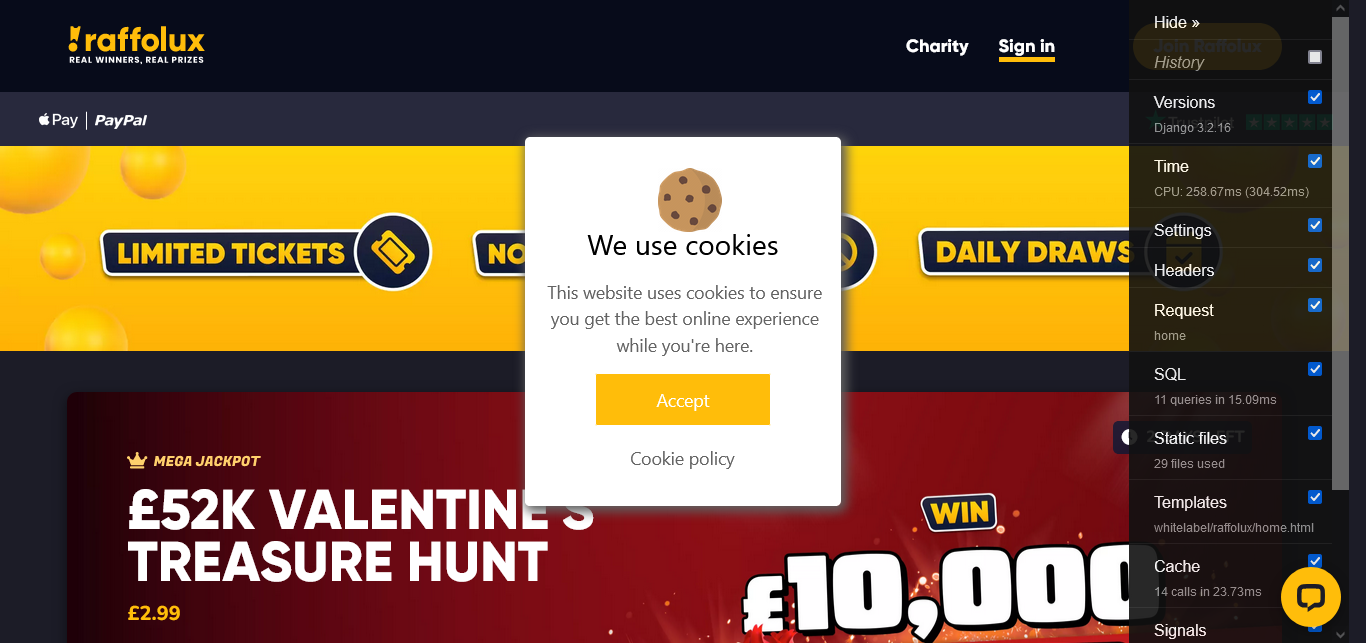 raffolux
REAL WINNERS, REAL PRIZES
Charity
Sign in
Join Raffolux
Pay | PayPal
Trustpilot
LIMITED TICKETS
NO
DAILY DRAWS
We use cookies
This website uses cookies to ensure
you get the best online experience
while you're here.
Accept
Cookie policy
MEGA JACKPOT
£52K VALENTINE'S
TREASURE HUNT
£2.99
WIN
£10,000
Hide »
History
Versions
Django 3.2.16
Time
CPU: 258.67ms (304.52ms)
Settings
Headers
Request
home
SQL
11 queries in 15.09ms
Static files
29 files used
Templates
whitelabel/raffolux/home.html
Cache
14 calls in 23.73ms
Signals